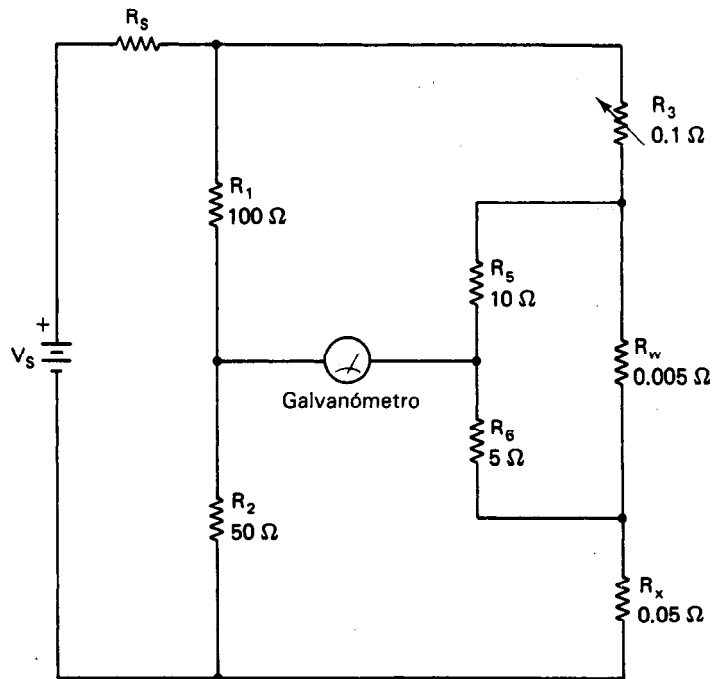 R_S
R_3
0.1 Ω
R_1
100 Ω
R_5
10 Ω
+
V_S
R_w
0.005 Ω
Galvanómetro
R_6
5 Ω
R_2
50 Ω
R_x
0.05 Ω